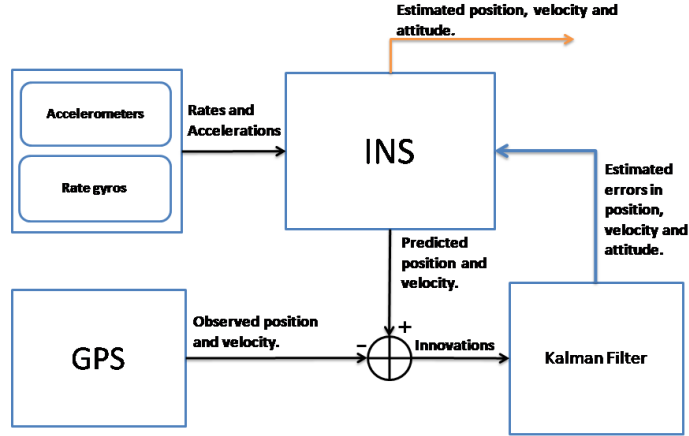 Estimated position, velocity and
attitude.
Accelerometers
Rate gyros
Rates and
Accelerations
INS
Estimated
errors in
position,
velocity and
attitude.
Predicted
position and
velocity.
GPS
Observed position
and velocity.
−
+
Innovations
Kalman Filter